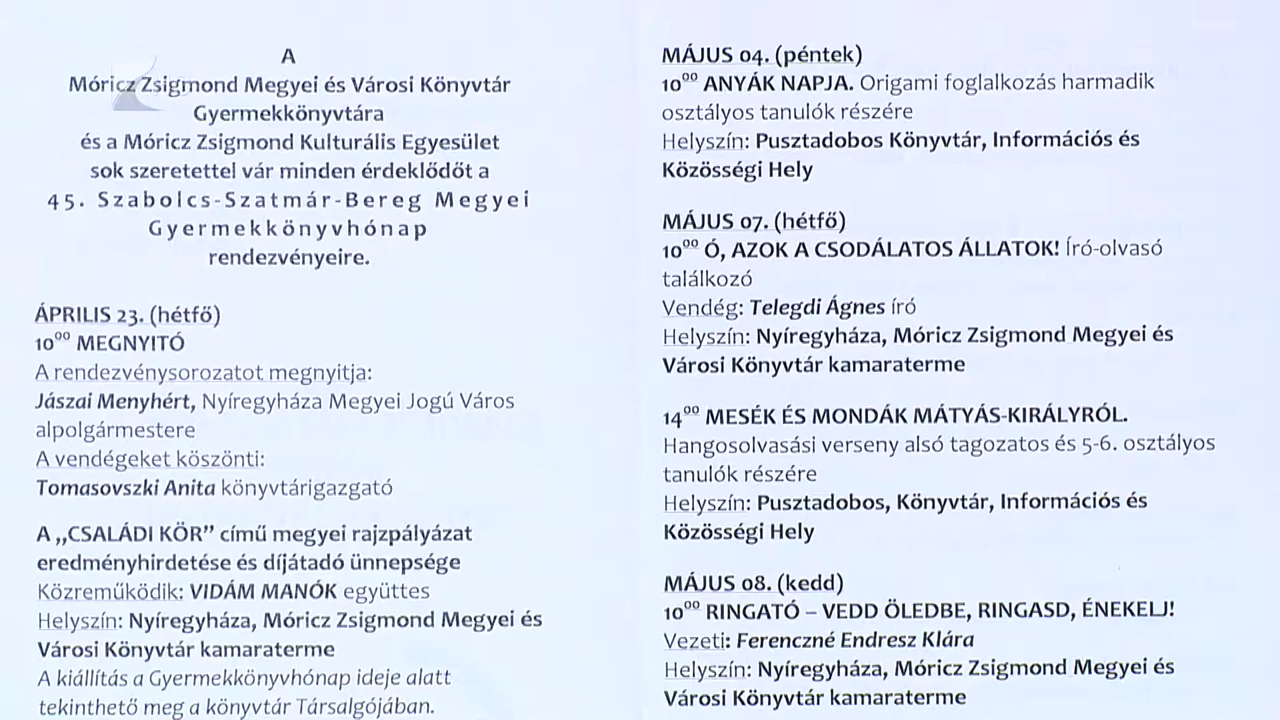 A
Móricz Zsigmond Megyei és Városi Könyvtár
Gyermekkönyvtára
és a Móricz Zsigmond Kulturális Egyesület
sok szeretettel vár minden érdeklődőt a
45. Szabolcs-Szatmár-Bereg Megyei
Gyermekkönyvhónap
rendezvényeire.
ÁPRILIS 23. (hétfő)
10⁰⁰ MEGNYITÓ
A rendezvénysorozatot megnyitja:
Jászai Menyhért, Nyíregyháza Megyei Jogú Város
alpolgármestere
A vendégeket köszönti:
Tomasovszki Anita könyvtárigazgató
A „CSALÁDI KÖR” című megyei rajzpályázat
eredményhirdetése és díjátadó ünnepsége
Közreműködik: VIDÁM MANÓK együttes
Helyszín: Nyíregyháza, Móricz Zsigmond Megyei és
Városi Könyvtár kamaraterme
A kiállítás a Gyermekkönyvhónap ideje alatt
tekinthető meg a könyvtár Társalgójában.
MÁJUS 04. (péntek)
10⁰⁰ ANYÁK NAPJA. Origami foglalkozás harmadik
osztályos tanulók részére
Helyszín: Pusztadobos Könyvtár, Információs és
Közösségi Hely
MÁJUS 07. (hétfő)
10⁰⁰ Ó, AZOK A CSODÁLATOS ÁLLATOK! Író-olvasó
találkozó
Vendég: Telegdi Ágnes író
Helyszín: Nyíregyháza, Móricz Zsigmond Megyei és
Városi Könyvtár kamaraterme
14⁰⁰ MESÉK ÉS MONDÁK MÁTYÁS-KIRÁLYRÓL.
Hangosolvasási verseny alsó tagozatos és 5-6. osztályos
tanulók részére
Helyszín: Pusztadobos, Könyvtár, Információs és
Közösségi Hely
MÁJUS 08. (kedd)
10⁰⁰ RINGATÓ – VEDD ÖLEDBE, RINGASD, ÉNEKELJ!
Vezeti: Ferenczné Endresz Klára
Helyszín: Nyíregyháza, Móricz Zsigmond Megyei és
Városi Könyvtár kamaraterme